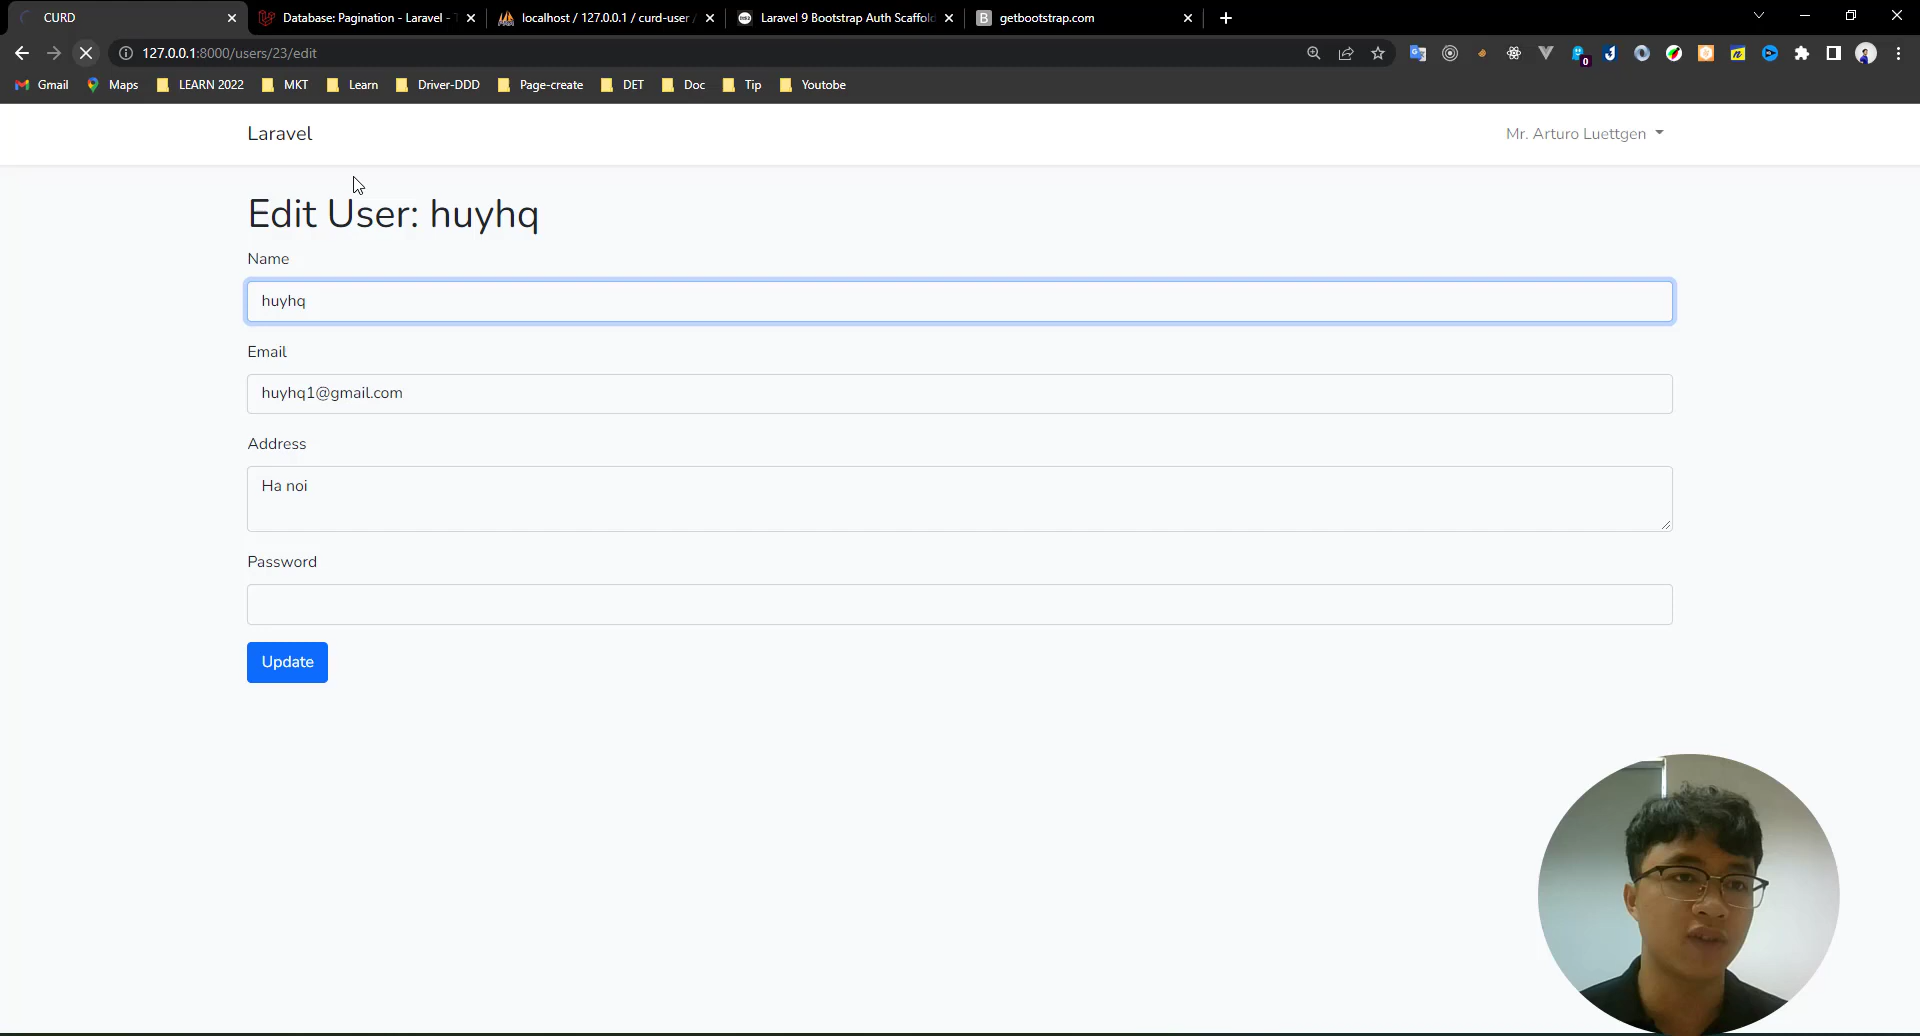 CURD
Database: Pagination - Laravel -
localhost / 127.0.0.1 / curd-user
Laravel 9 Bootstrap Auth Scaffold
getbootstrap.com
127.0.0.1:8000/users/23/edit
0
Gmail
Maps
LEARN 2022
MKT
Learn
Driver-DDD
Page-create
DET
Doc
Tip
Youtobe
Laravel
Mr. Arturo Luettgen
Edit User: huyhq
Name
huyhq
Email
huyhq1@gmail.com
Address
Ha noi
Password
Update